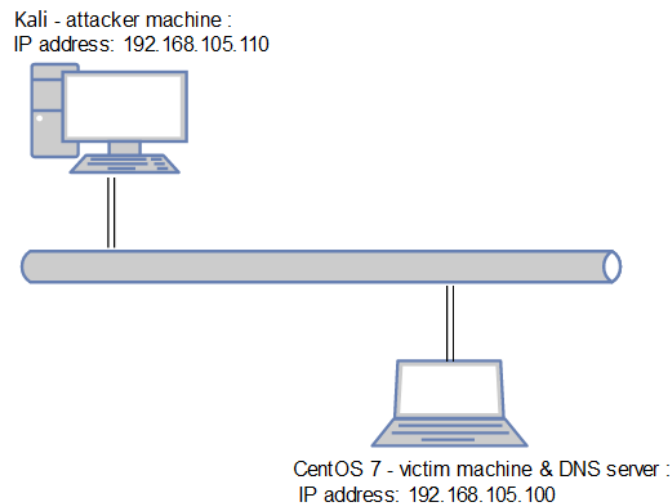 Kali - attacker machine :
IP address: 192.168.105.110
CentOS 7 - victim machine & DNS server :
IP address: 192.168.105.100